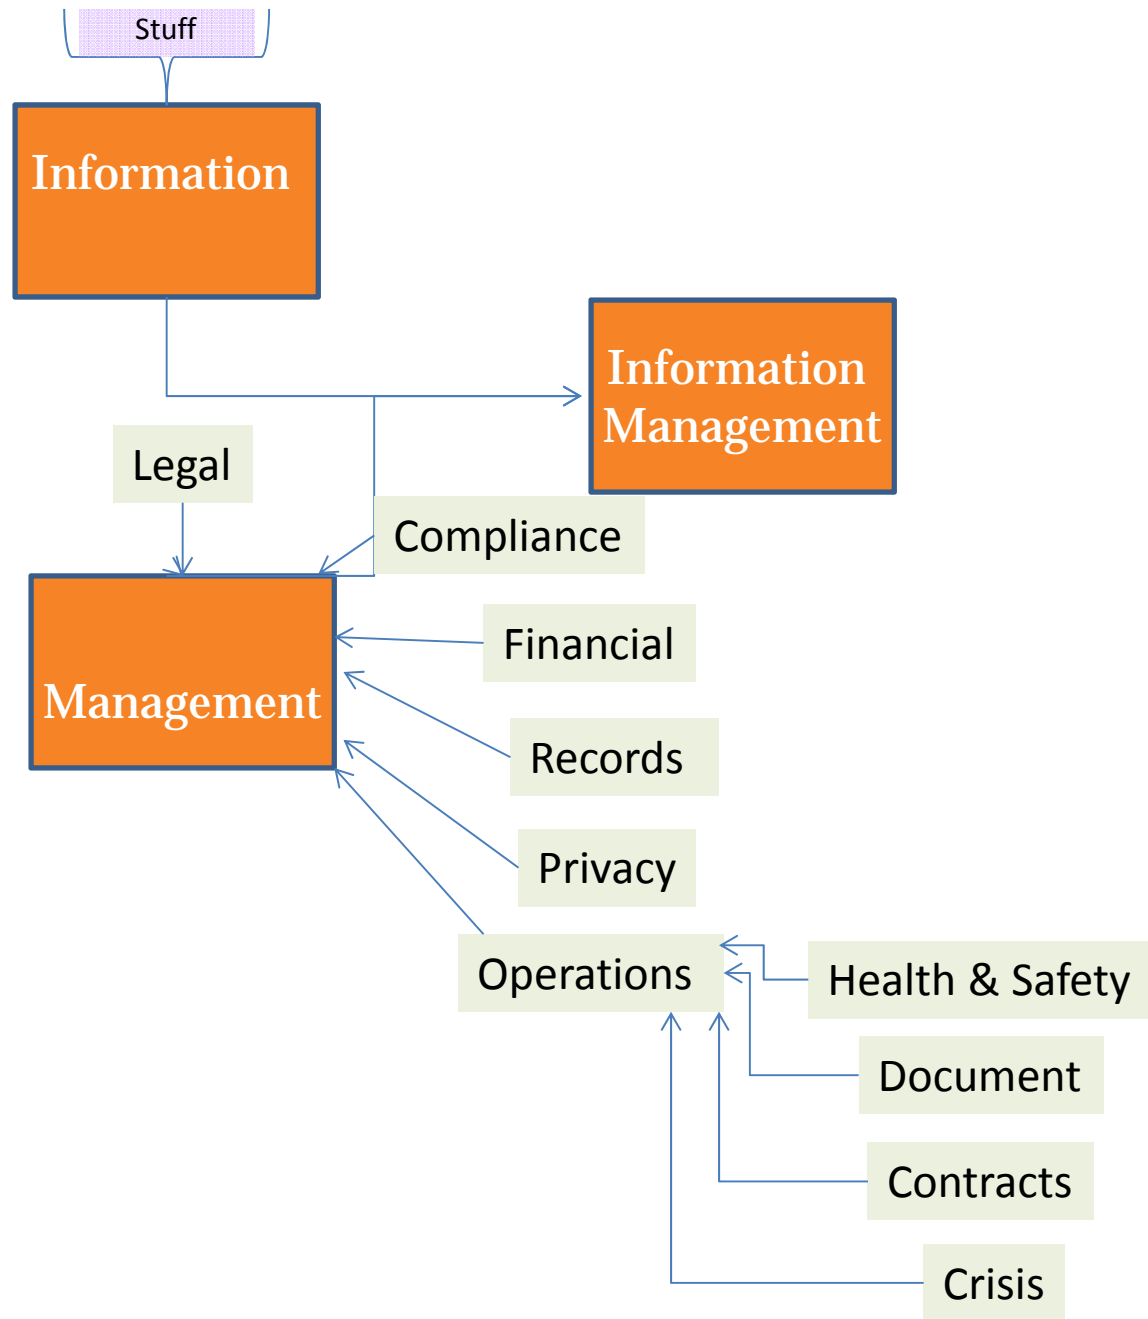 Stuff
Information
Information
Management
Legal
Compliance
Financial
Management
Records
Privacy
Operations
Health & Safety
Document
Contracts
Crisis